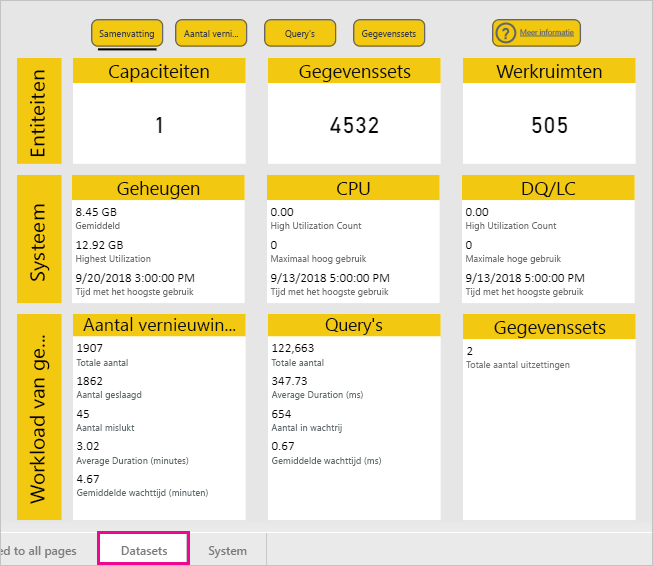 Samenvatting
Aantal verni...
Query's
Gegevenssets
? Meer informatie
Entiteiten
Capaciteiten
1
Gegevenssets
4532
Werkruimten
505
Systeem
Geheugen
8.45 GB
Gemiddeld
12.92 GB
Highest Utilization
9/20/2018 3:00:00 PM
Tijd met het hoogste gebruik
CPU
0.00
High Utilization Count
0
Maximaal hoog gebruik
9/13/2018 5:00:00 PM
Tijd met het hoogste gebruik
DQ/LC
0.00
High Utilization Count
0
Maximale hoge gebruik
9/13/2018 5:00:00 PM
Tijd met het hoogste gebruik
Workload van ge...
Aantal vernieuwin...
1907
Totale aantal
1862
Aantal geslaagd
45
Aantal mislukt
3.02
Average Duration (minutes)
4.67
Gemiddelde wachttijd (minuten)
Query's
122,663
Totale aantal
347.73
Average Duration (ms)
654
Aantal in wachtrij
0.67
Gemiddelde wachttijd (ms)
Gegevenssets
2
Totale aantal uitzettingen
ed to all pages
Datasets
System